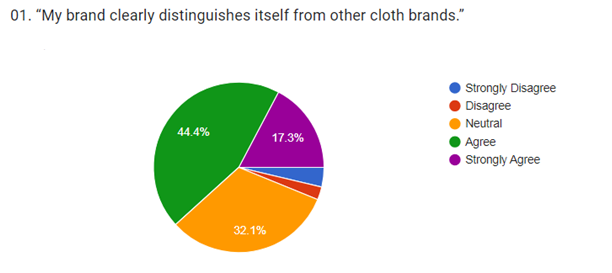 01. “My brand clearly distinguishes itself from other cloth brands.”
Strongly Disagree
Disagree
Neutral
Agree
Strongly Agree
44.4%
17.3%
32.1%